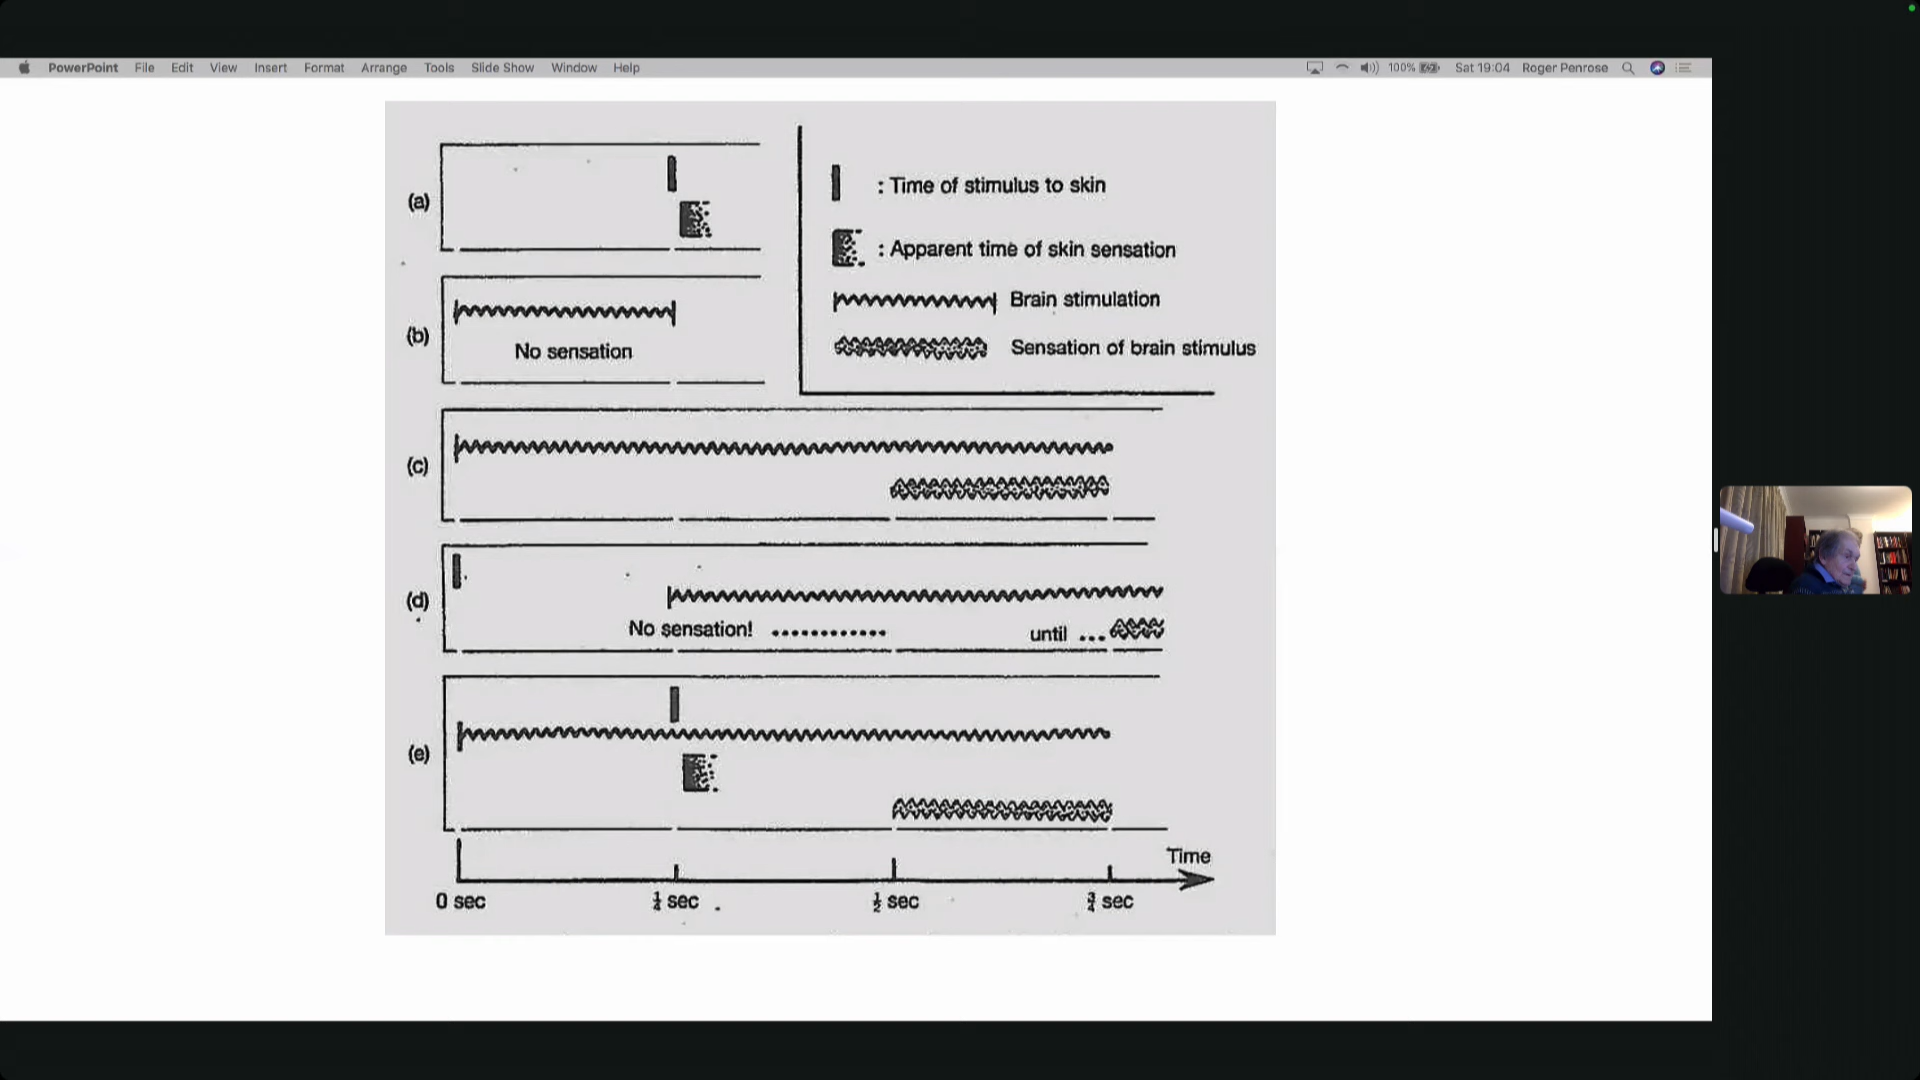 PowerPoint File Edit View Insert Format Arrange Tools Slide Show Window Help 100% Sat 19:04 Roger Penrose
(a)
: Time of stimulus to skin
: Apparent time of skin sensation
Brain stimulation
Sensation of brain stimulus
(b)
No sensation
(c)
(d)
No sensation! ............ until ...
(e)
Time
0 sec ¼ sec ½ sec ¾ sec